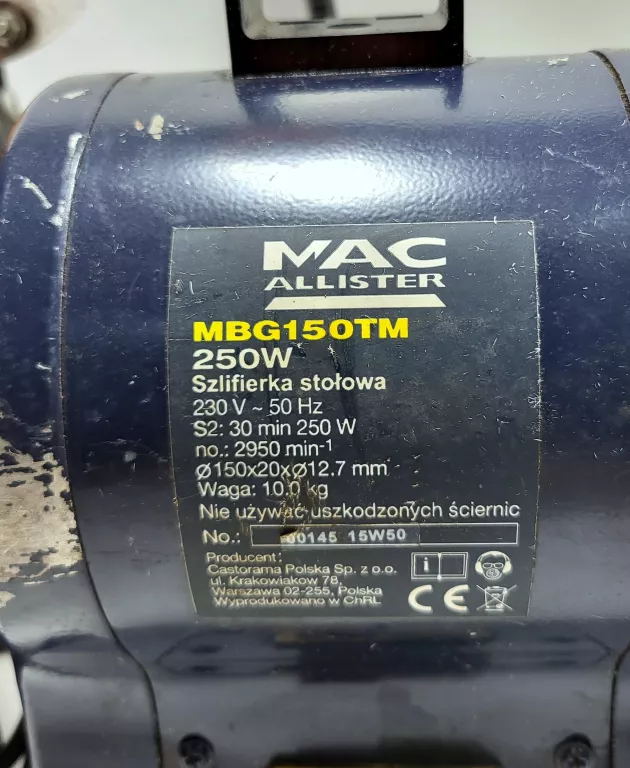 MAC
ALLISTER
MBG150TM
250W
Szlifierka stołowa
230 V ~ 50 Hz
S2: 30 min 250 W
no.: 2950 min-1
Ø150x20xØ12.7 mm
Waga: 10.0 kg
Nie używać uszkodzonych ściernic
No.: 00145 15W50
Producent:
Castorama Polska Sp. z o.o.
ul. Krakowiakow 78,
Warszawa 02-255, Polska
Wyprodukowano w ChRL
CE